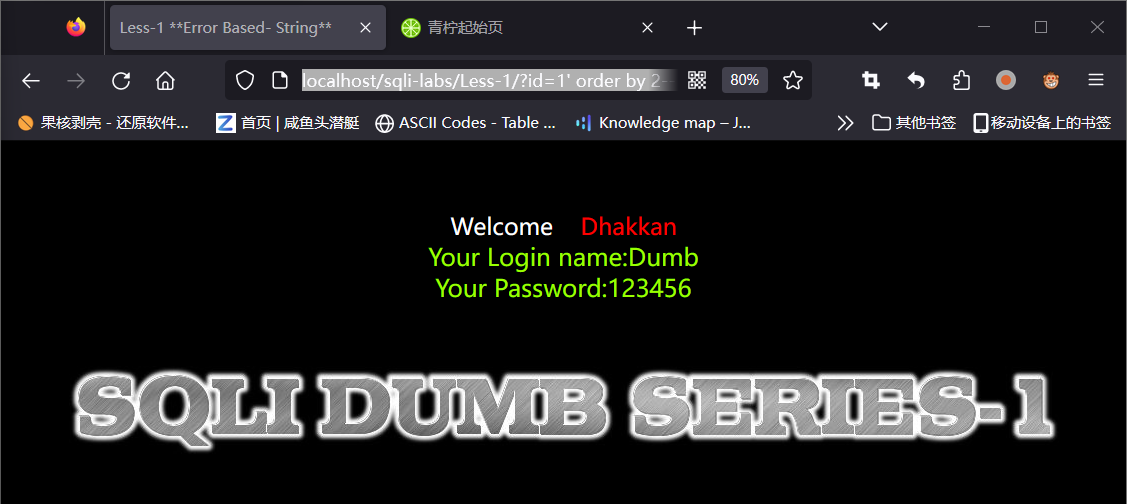 Less-1 **Error Based- String**
青柠起始页
localhost/sqli-labs/Less-1/?id=1' order by 2--
80%
果核剥壳 - 还原软件...
首页 | 咸鱼头潜艇
ASCII Codes - Table ...
Knowledge map – J...
其他书签
移动设备上的书签
Welcome Dhakkan
Your Login name:Dumb
Your Password:123456
SQLI DUMB SERIES-1